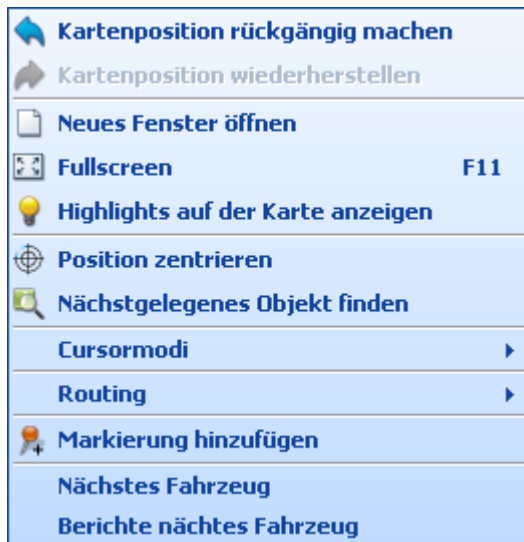 Kartenposition rückgängig machen
Kartenposition wiederherstellen
Neues Fenster öffnen
Fullscreen F11
Highlights auf der Karte anzeigen
Position zentrieren
Nächstgelegenes Objekt finden
Cursormodi
Routing
Markierung hinzufügen
Nächstes Fahrzeug
Berichte nächtes Fahrzeug